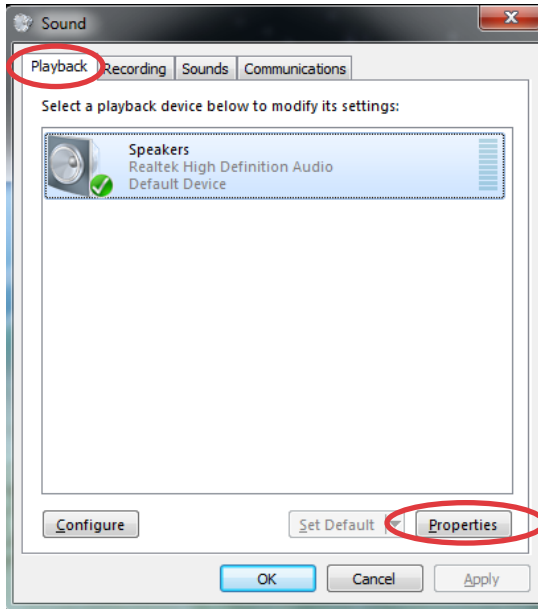 Sound
Playback Recording Sounds Communications
Select a playback device below to modify its settings:
Speakers
Realtek High Definition Audio
Default Device
Configure Set Default Properties
OK Cancel Apply